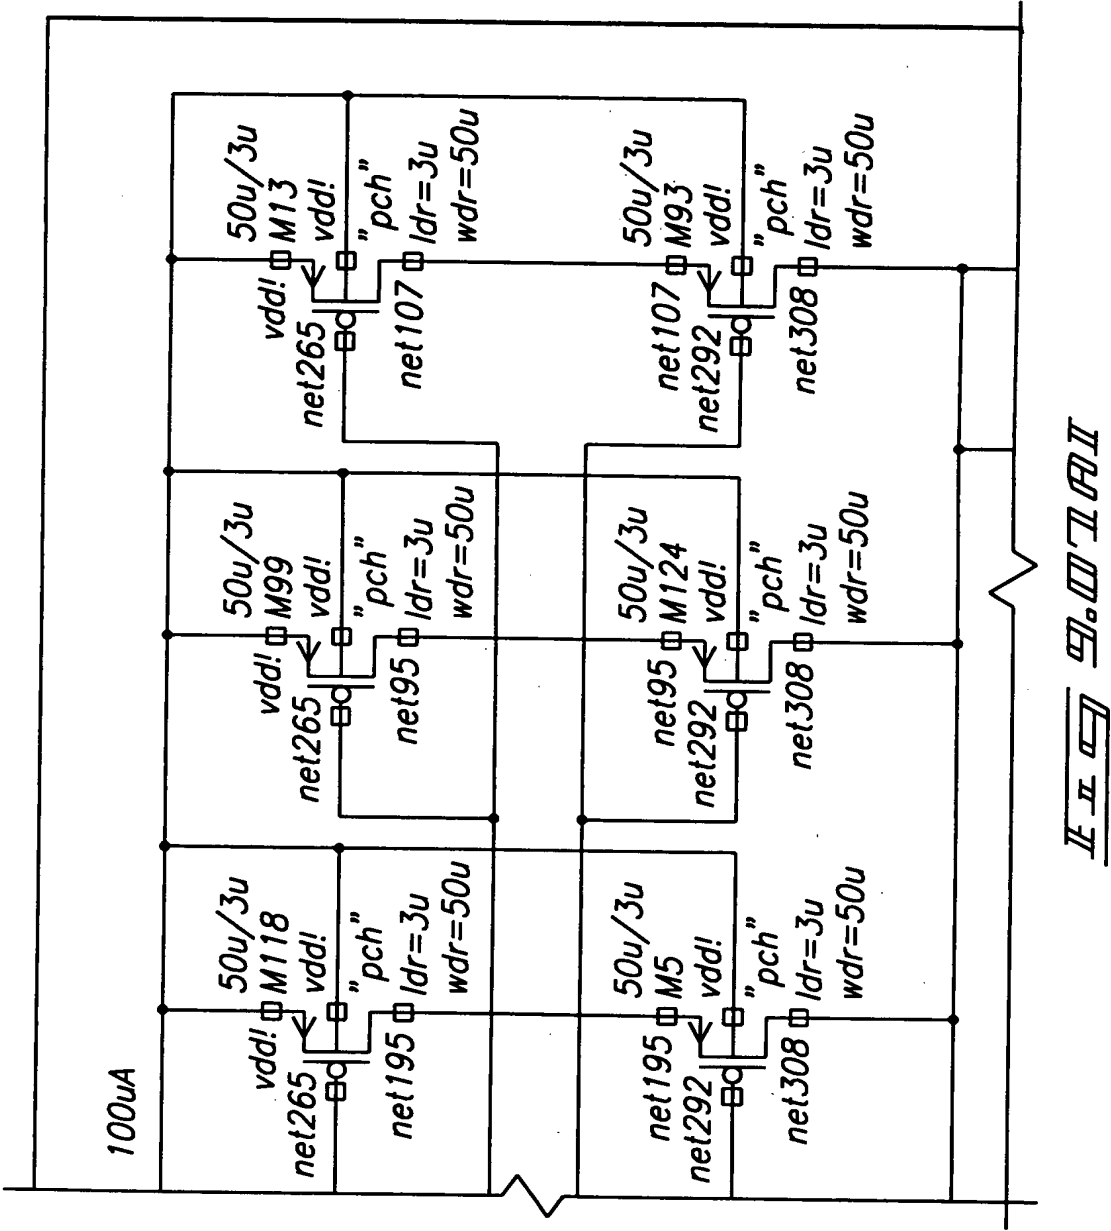 100uA
50u/3u
M118
vdd!
vdd!
net265
"pch"
ldr=3u
wdr=50u
net195
50u/3u
M99
vdd!
vdd!
net265
"pch"
ldr=3u
wdr=50u
net95
50u/3u
M13
vdd!
vdd!
net265
"pch"
ldr=3u
wdr=50u
net107
50u/3u
M5
vdd!
net195
net292
"pch"
ldr=3u
wdr=50u
net308
50u/3u
M124
vdd!
net95
net292
"pch"
ldr=3u
wdr=50u
net308
50u/3u
M93
vdd!
net107
net292
"pch"
ldr=3u
wdr=50u
net308
FIG 9.07AII